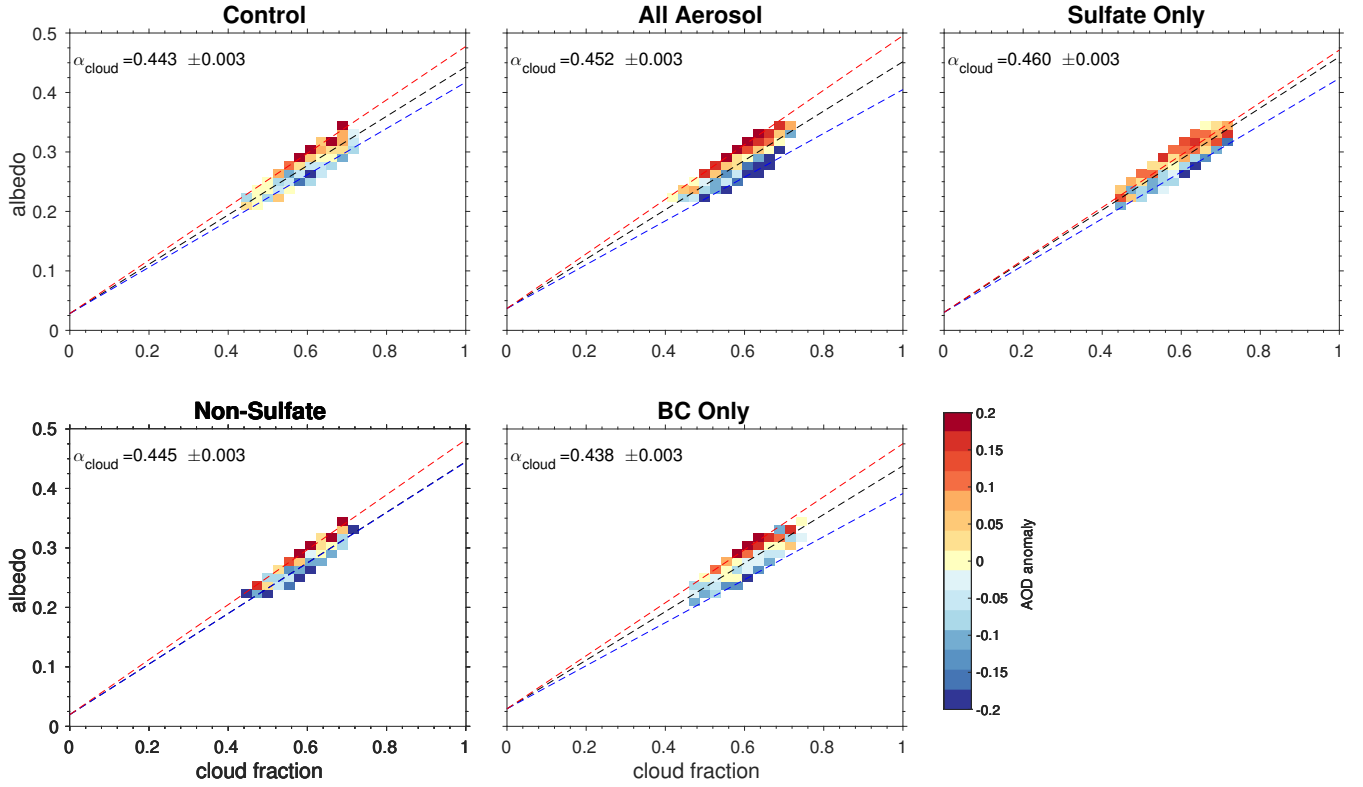 Control
0.5
0.4
0.3
0.2
0.1
0
albedo
α_cloud =0.443 ±0.003
0 0.2 0.4 0.6 0.8 1
All Aerosol
α_cloud =0.452 ±0.003
0 0.2 0.4 0.6 0.8 1
Sulfate Only
α_cloud =0.460 ±0.003
0 0.2 0.4 0.6 0.8 1
Non-Sulfate
0.5
0.4
0.3
0.2
0.1
0
albedo
α_cloud =0.445 ±0.003
0 0.2 0.4 0.6 0.8 1
cloud fraction
BC Only
α_cloud =0.438 ±0.003
0 0.2 0.4 0.6 0.8 1
cloud fraction
0.2
0.15
0.1
0.05
0
-0.05
-0.1
-0.15
-0.2
AOD anomaly